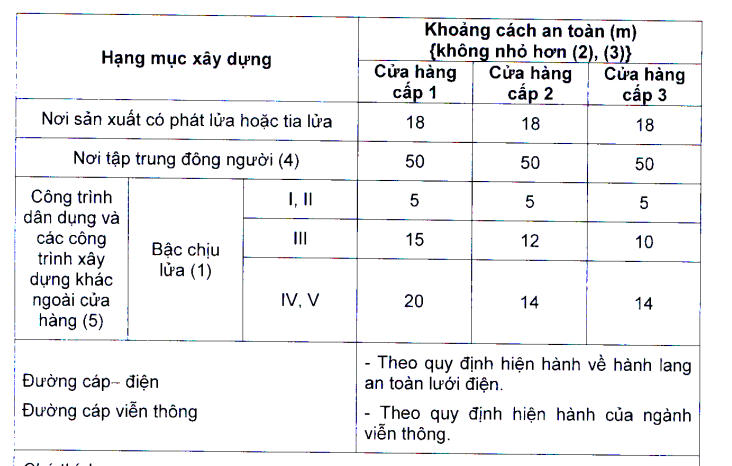 Hạng mục xây dựng
Khoảng cách an toàn (m)
{không nhỏ hơn (2), (3)}
Cửa hàng
cấp 1
Cửa hàng
cấp 2
Cửa hàng
cấp 3
Nơi sản xuất có phát lửa hoặc tia lửa
18
18
18
Nơi tập trung đông người (4)
50
50
50
Công trình
dân dụng và
các công
trình xây
dựng khác
ngoài cửa
hàng (5)
Bậc chịu
lửa (1)
I, II
5
5
5
III
15
12
10
IV, V
20
14
14
Đường cáp– điện
Đường cáp viễn thông
- Theo quy định hiện hành về hành lang
an toàn lưới điện.
- Theo quy định hiện hành của ngành
viễn thông.